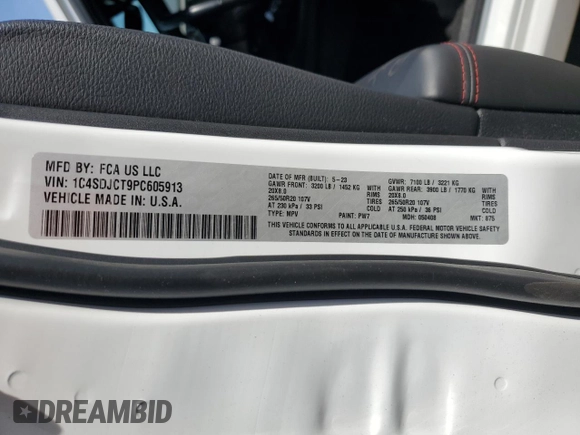 MFD BY: FCA US LLC
VIN: 1C4SDJCT9PC605913
VEHICLE MADE IN: U.S.A.
DATE OF MFR (BUILT): 5-23 GVWR: 7100 LB / 3221 KG
GAWR FRONT: 3200 LB / 1452 KG WITH GAWR REAR: 3900 LB / 1770 KG WITH
20X8.0 RIMS 20X8.0 RIMS
265/50R20 107V TIRES 265/50R20 107V TIRES
AT 230 kPa / 33 PSI COLD AT 250 kPa / 36 PSI COLD
TYPE: MPV PAINT: PW7 MDH: 050408 MKT: 875
THIS VEHICLE CONFORMS TO ALL APPLICABLE U.S.A. FEDERAL MOTOR VEHICLE SAFETY
STANDARDS IN EFFECT ON THE DATE OF MANUFACTURE SHOWN ABOVE.
DREAMBID